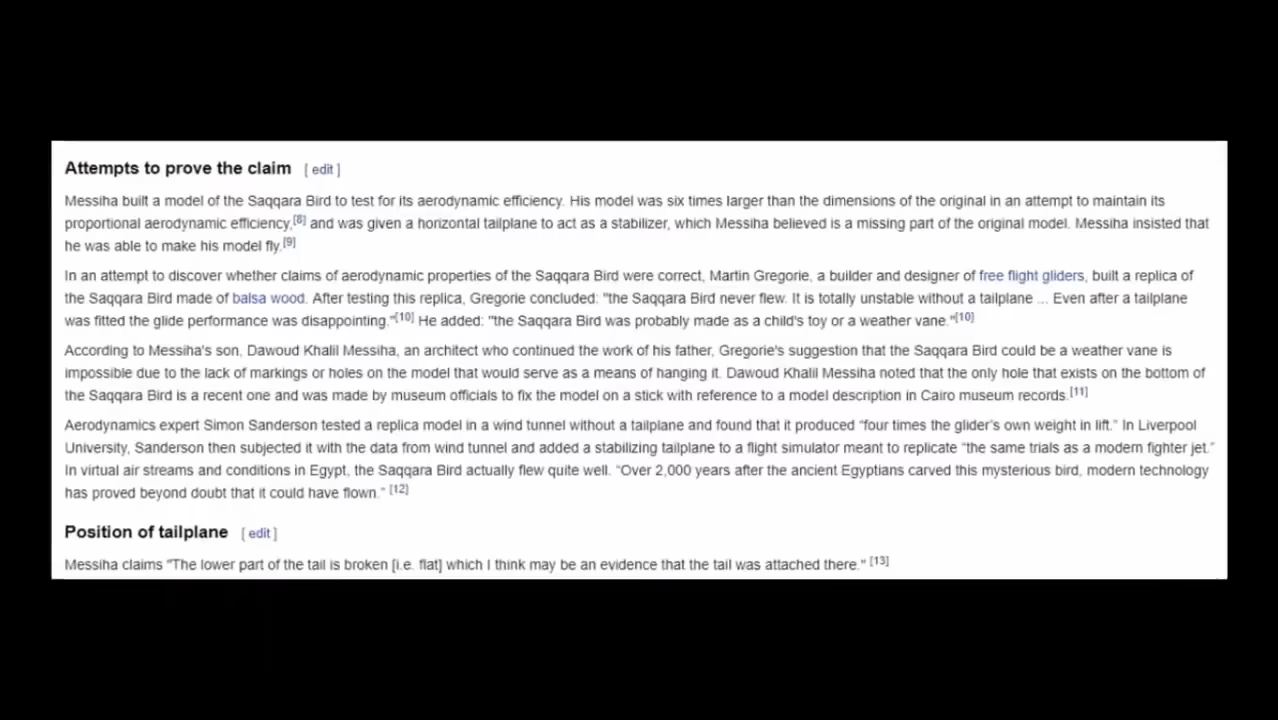 Attempts to prove the claim [ edit ]
Messiha built a model of the Saqqara Bird to test for its aerodynamic efficiency. His model was six times larger than the dimensions of the original in an attempt to maintain its
proportional aerodynamic efficiency,[8] and was given a horizontal tailplane to act as a stabilizer, which Messiha believed is a missing part of the original model. Messiha insisted that
he was able to make his model fly.[9]
In an attempt to discover whether claims of aerodynamic properties of the Saqqara Bird were correct, Martin Gregorie, a builder and designer of free flight gliders, built a replica of
the Saqqara Bird made of balsa wood. After testing this replica, Gregorie concluded: "the Saqqara Bird never flew. It is totally unstable without a tailplane ... Even after a tailplane
was fitted the glide performance was disappointing."[10] He added: "the Saqqara Bird was probably made as a child's toy or a weather vane."[10]
According to Messiha's son, Dawoud Khalil Messiha, an architect who continued the work of his father, Gregorie's suggestion that the Saqqara Bird could be a weather vane is
impossible due to the lack of markings or holes on the model that would serve as a means of hanging it. Dawoud Khalil Messiha noted that the only hole that exists on the bottom of
the Saqqara Bird is a recent one and was made by museum officials to fix the model on a stick with reference to a model description in Cairo museum records.[11]
Aerodynamics expert Simon Sanderson tested a replica model in a wind tunnel without a tailplane and found that it produced “four times the glider’s own weight in lift.” In Liverpool
University, Sanderson then subjected it with the data from wind tunnel and added a stabilizing tailplane to a flight simulator meant to replicate “the same trials as a modern fighter jet.”
In virtual air streams and conditions in Egypt, the Saqqara Bird actually flew quite well. “Over 2,000 years after the ancient Egyptians carved this mysterious bird, modern technology
has proved beyond doubt that it could have flown.” [12]
Position of tailplane [ edit ]
Messiha claims "The lower part of the tail is broken [i.e. flat] which I think may be an evidence that the tail was attached there." [13]